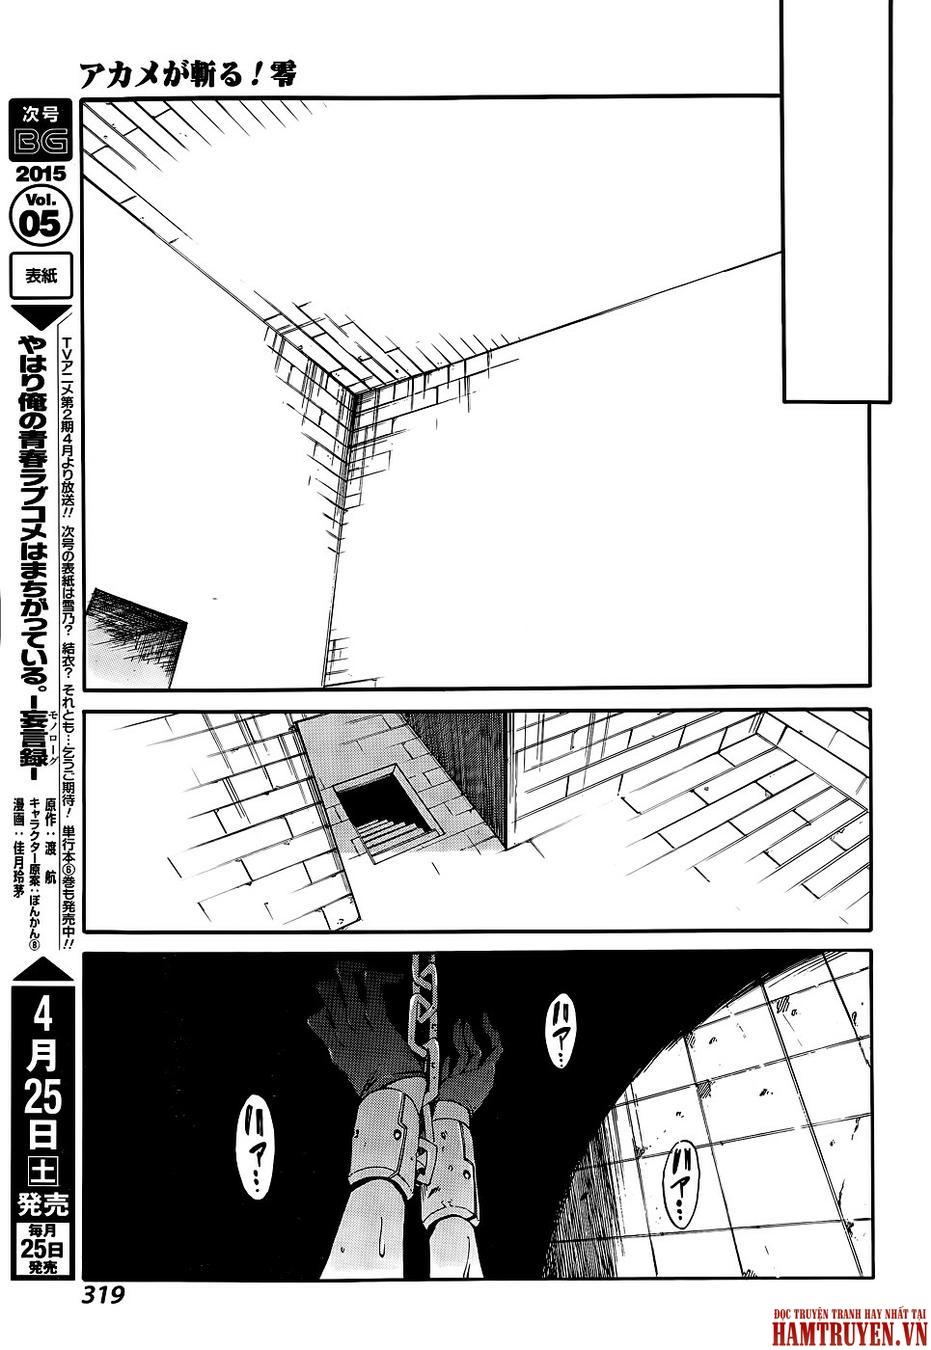 アカメが斬る！零
次号
BG
2015
Vol.
05
表紙
TVアニメ第2期4月より放送!! 次号の表紙は雪乃？ 結衣？ それとも…乞うご期待！ 単行本⑥巻も発売中!!
やはり俺の青春ラブコメはまちがっている。-妄言録-
モノローグ
原作：渡 航
キャラクター原案：ぽんかん⑧
漫画：佳月玲茅
4月25日土発売
毎月
25日
発売
ハァ…
ハァ…
ハァ…
319
ĐỌC TRUYỆN TRANH HAY NHẤT TẠI
HAMTRUYEN.VN